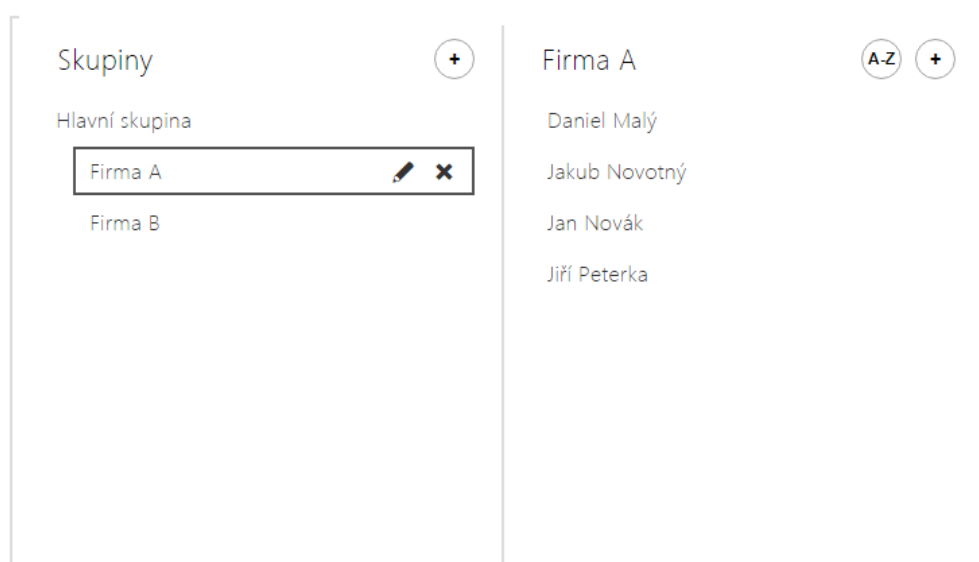 Skupiny +
Hlavní skupina
Firma A
Firma B
Firma A A-Z +
Daniel Malý
Jakub Novotný
Jan Novák
Jiří Peterka